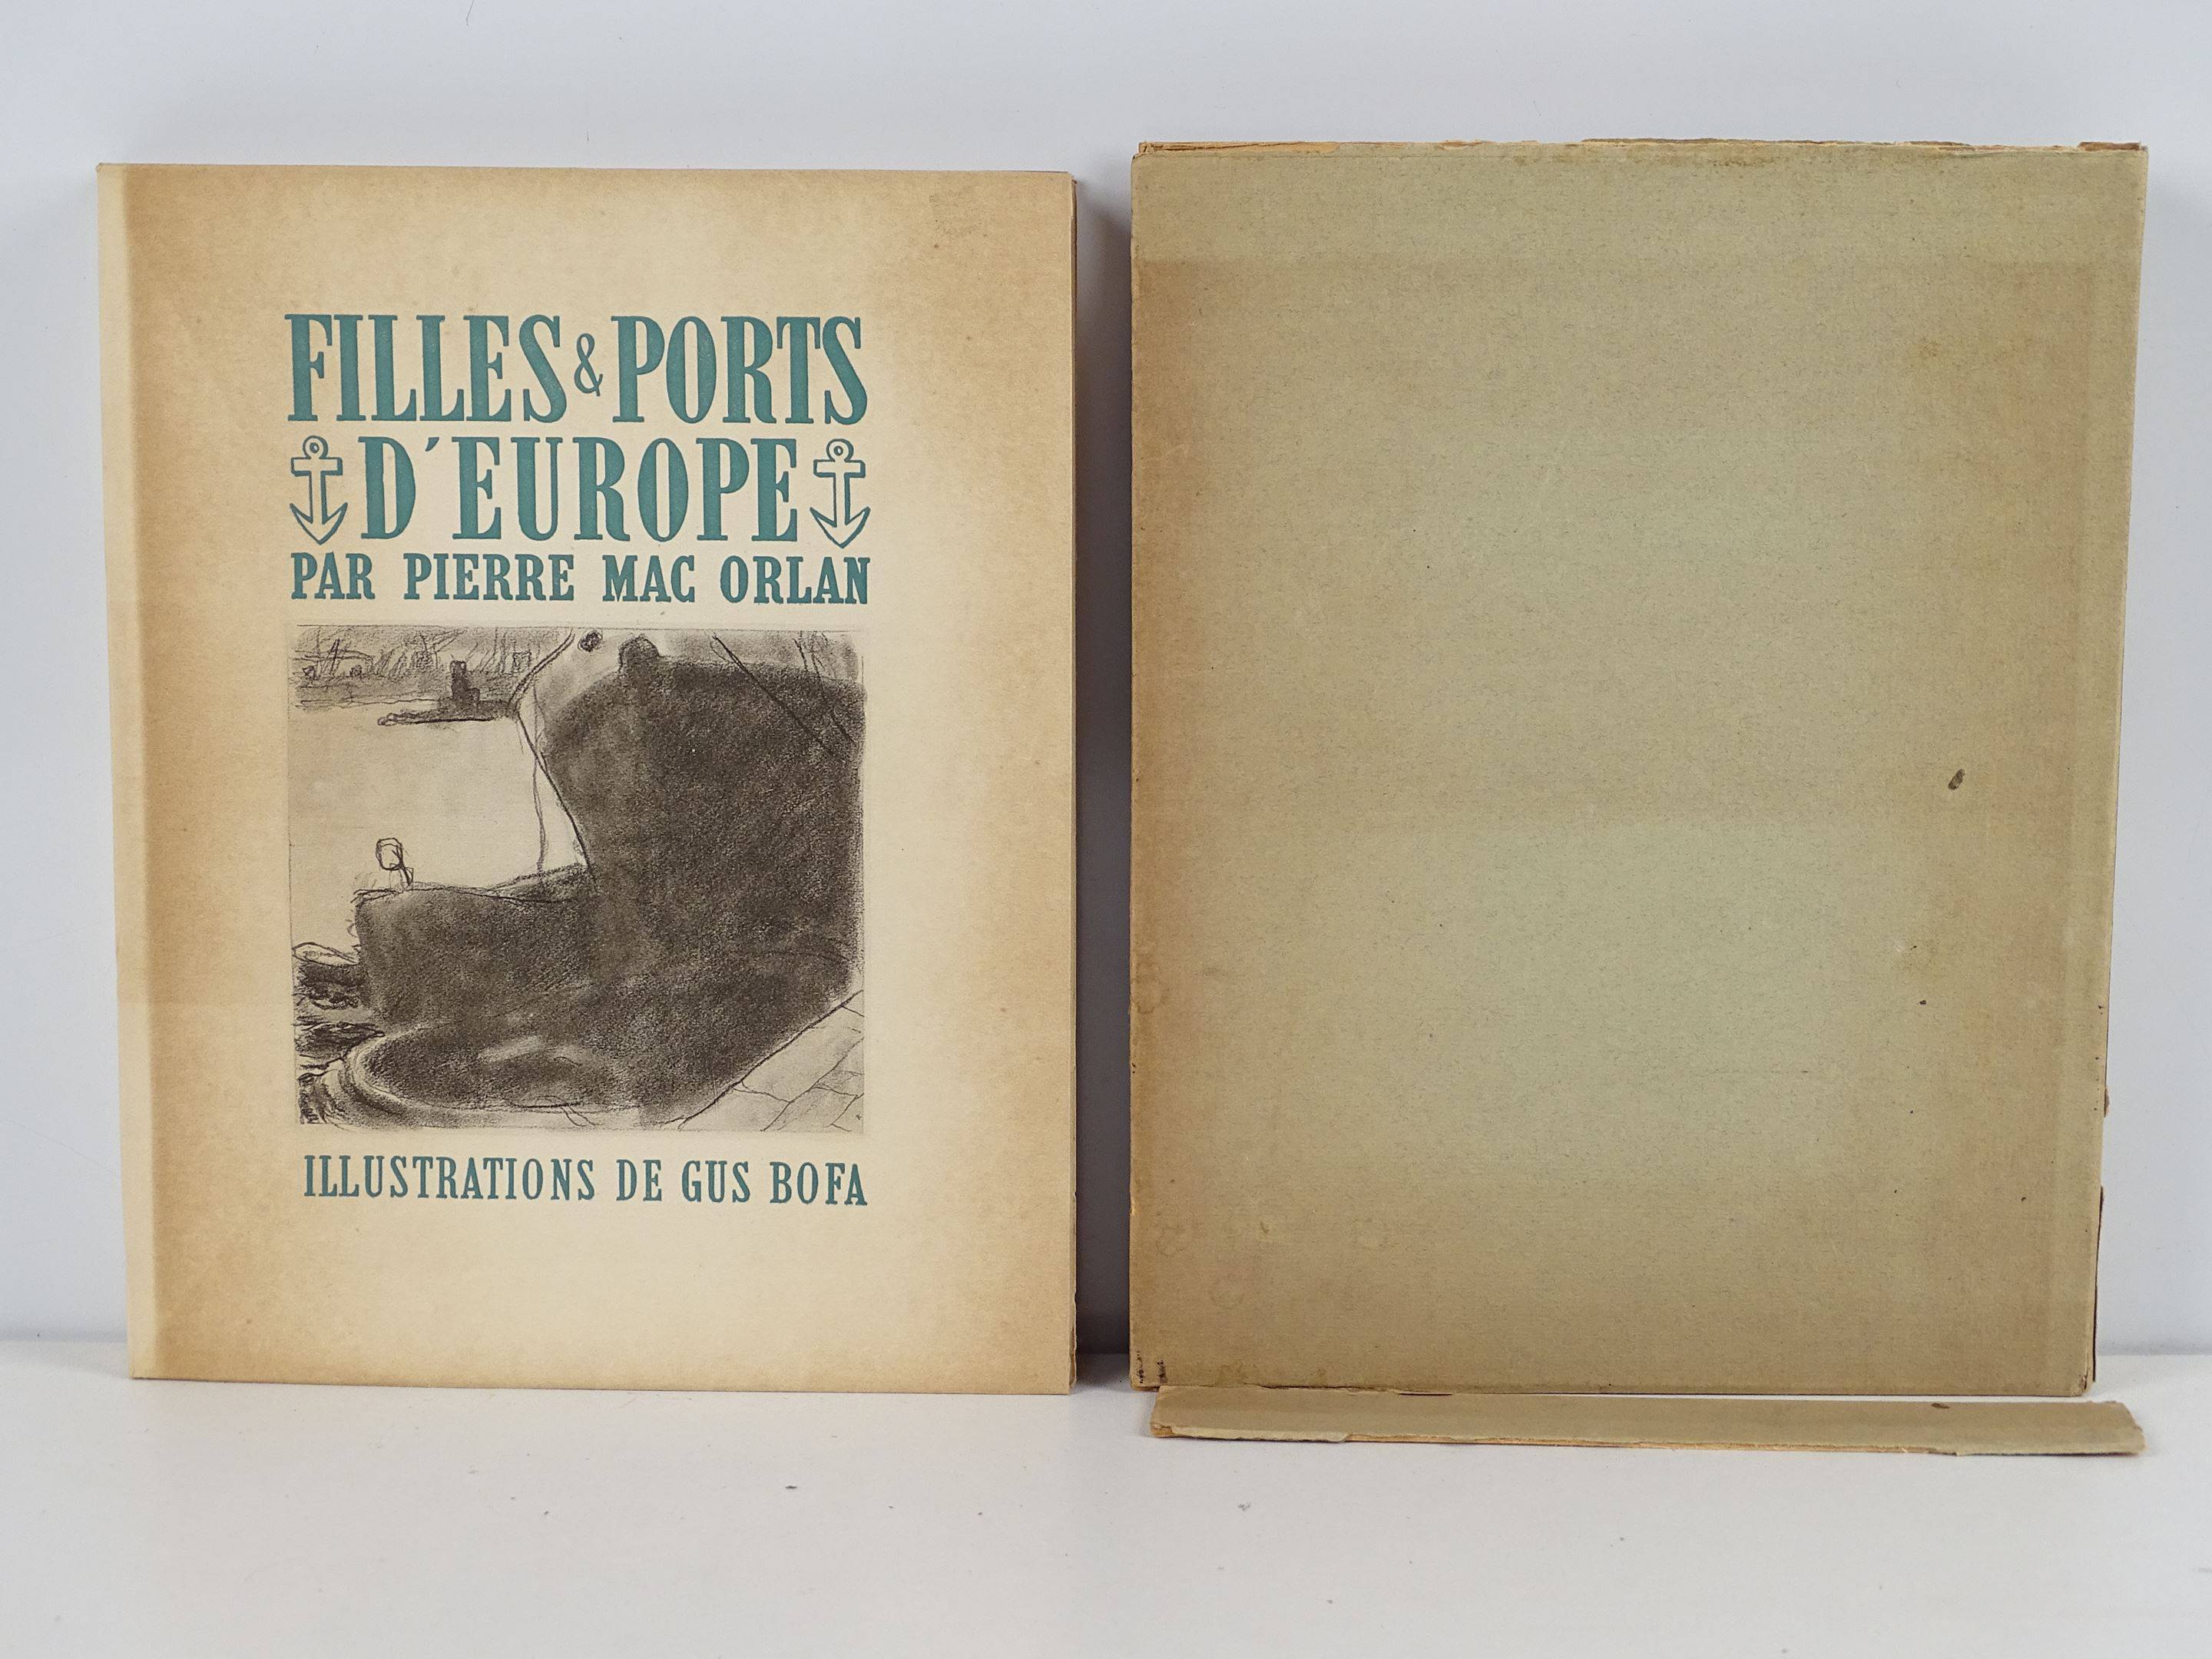 FILLES & PORTS
D'EUROPE
PAR PIERRE MAC ORLAN
ILLUSTRATIONS DE GUS BOFA